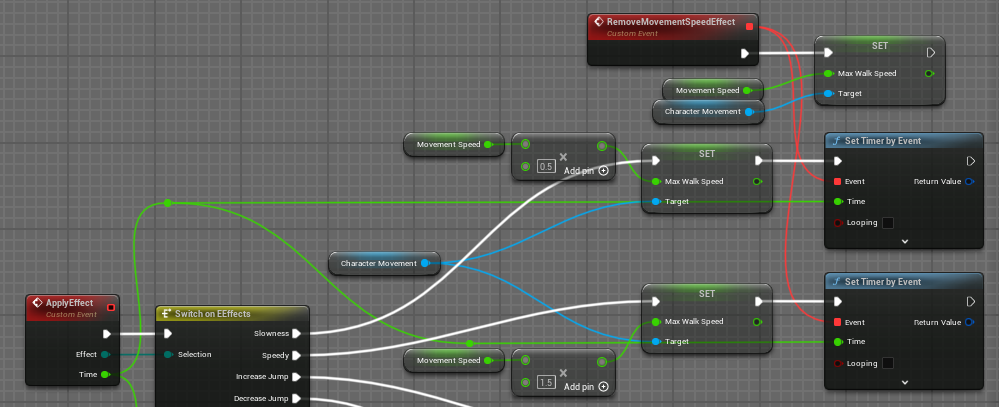 RemoveMovementSpeedEffect
Custom Event
SET
Max Walk Speed
Target
Movement Speed
Character Movement
Movement Speed
0.5
Add pin
SET
Max Walk Speed
Target
Set Timer by Event
Event
Return Value
Time
Looping
Character Movement
ApplyEffect
Custom Event
Effect
Time
Switch on EEffects
Selection
Slowness
Speedy
Increase Jump
Decrease Jump
SET
Max Walk Speed
Target
Movement Speed
1.5
Add pin
Set Timer by Event
Event
Return Value
Time
Looping